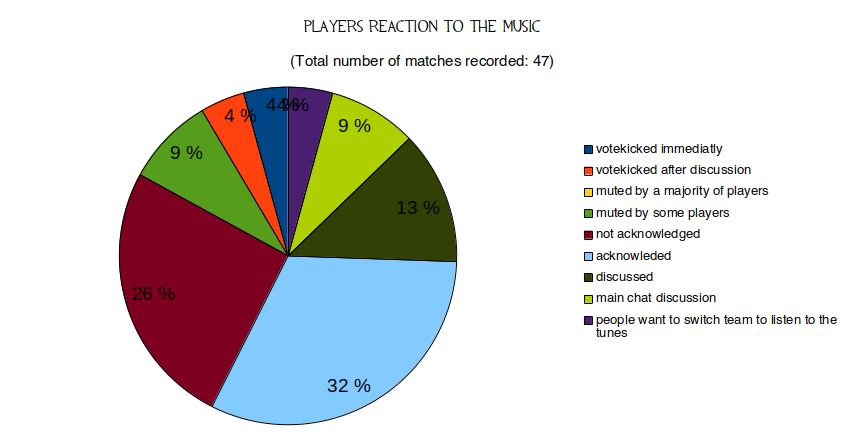 PLAYERS REACTION TO THE MUSIC
(Total number of matches recorded: 47)
4 %
4 %
4 %
9 %
9 %
13 %
26 %
32 %
votekicked immediatly
votekicked after discussion
muted by a majority of players
muted by some players
not acknowledged
acknowleded
discussed
main chat discussion
people want to switch team to listen to the
tunes